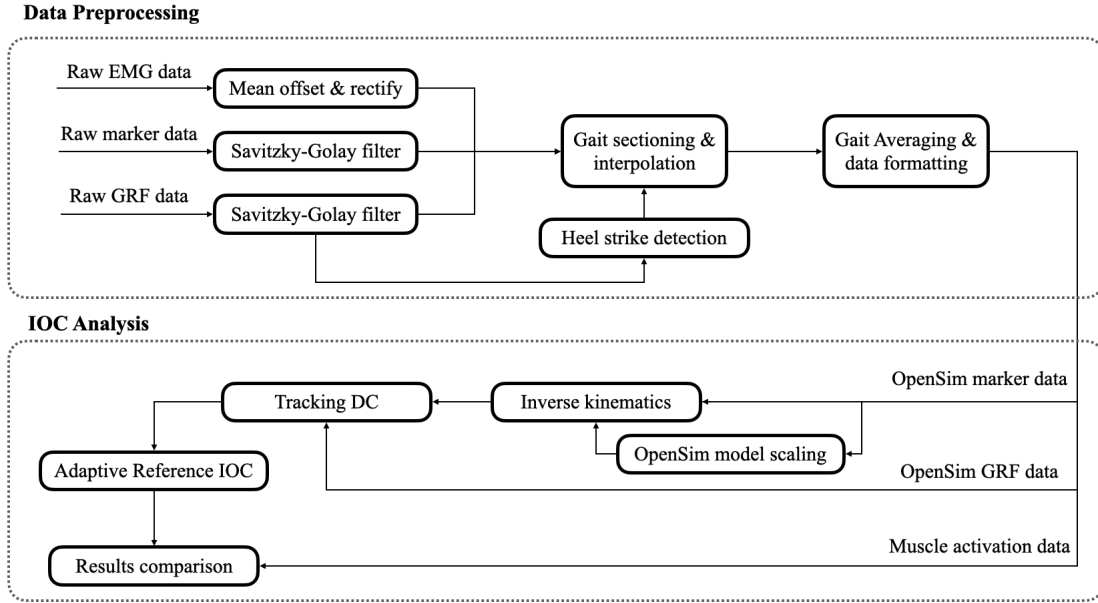 Data Preprocessing
Raw EMG data
Mean offset & rectify
Raw marker data
Savitzky-Golay filter
Raw GRF data
Savitzky-Golay filter
Gait sectioning &
interpolation
Heel strike detection
Gait Averaging &
data formatting
IOC Analysis
OpenSim marker data
Tracking DC
Inverse kinematics
OpenSim model scaling
Adaptive Reference IOC
OpenSim GRF data
Muscle activation data
Results comparison